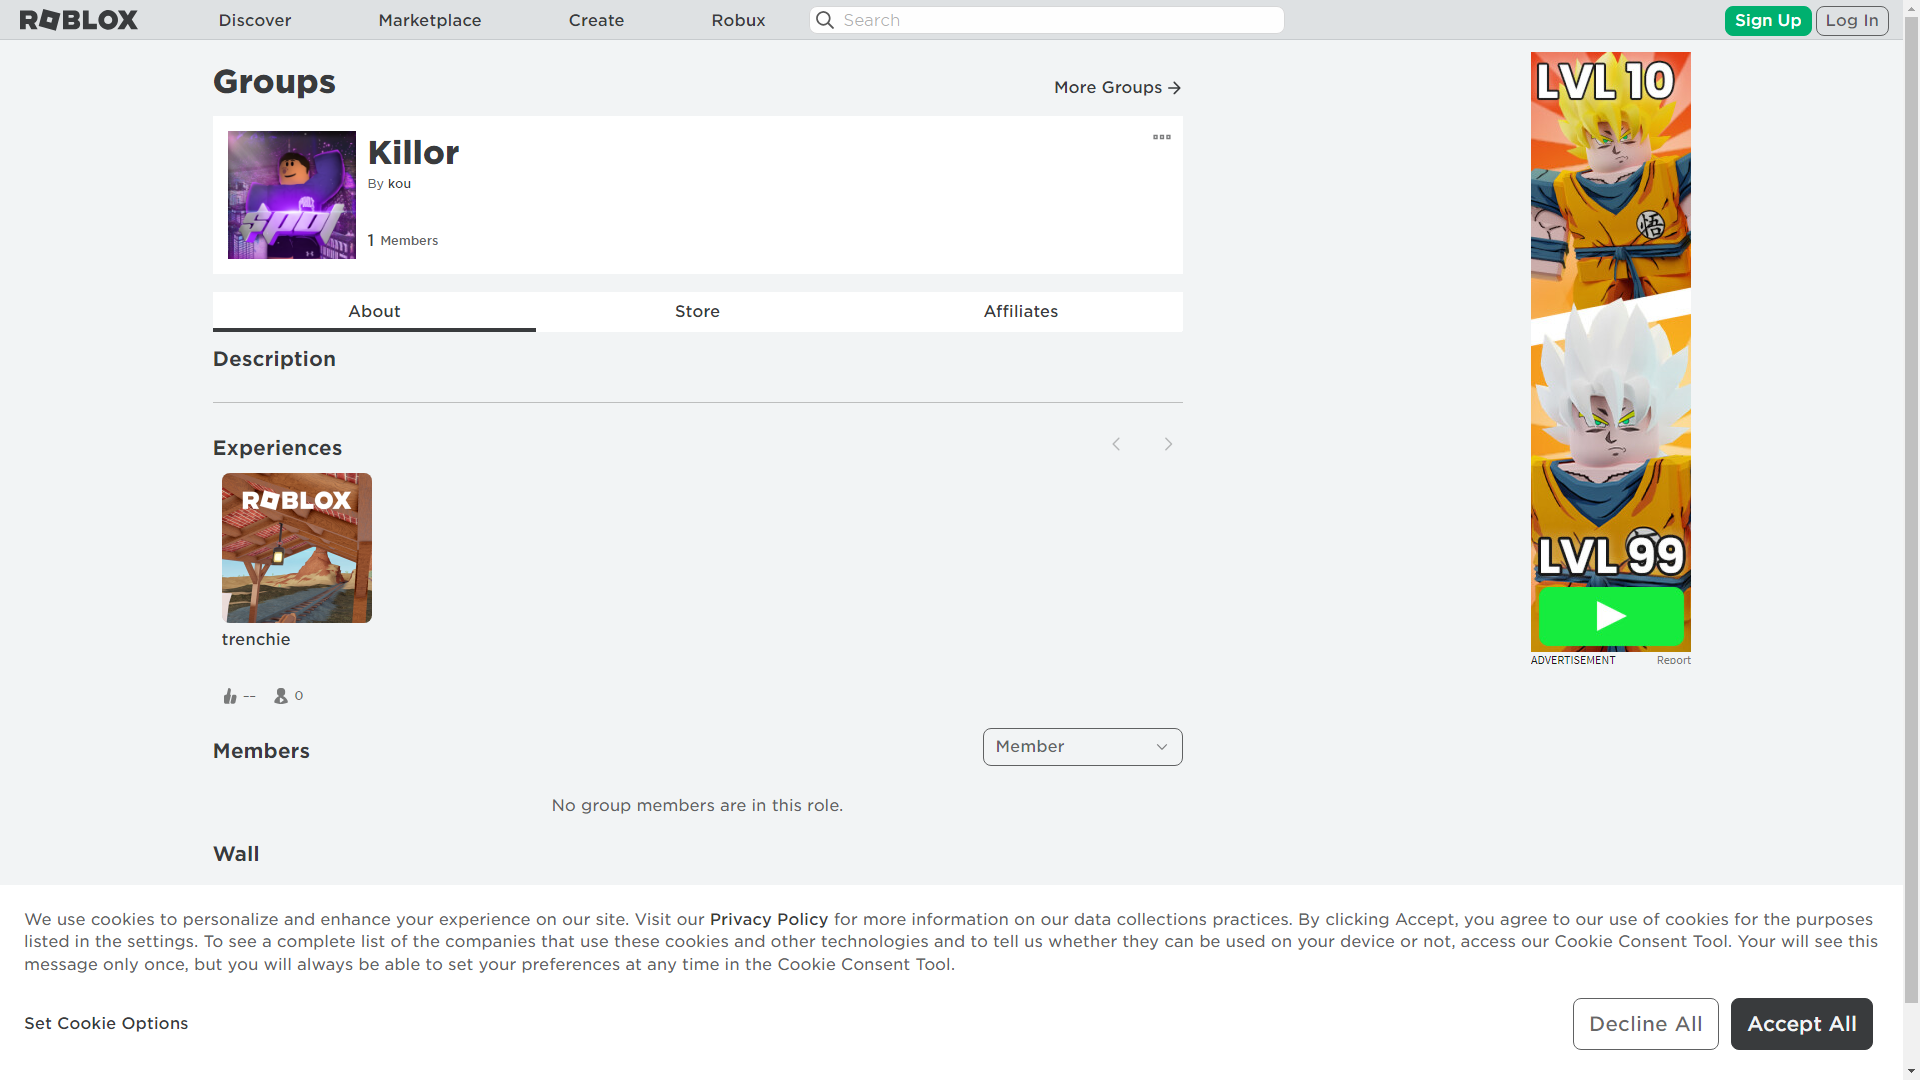 ROBLOX
Discover
Marketplace
Create
Robux
Search
Sign Up
Log In
Groups
More Groups
spol
Killor
By kou
1 Members
About
Store
Affiliates
Description
Experiences
ROBLOX
trenchie
--
0
Members
Member
No group members are in this role.
Wall
LVL 10
悟
LVL 99
ADVERTISEMENT
Report
We use cookies to personalize and enhance your experience on our site. Visit our Privacy Policy for more information on our data collections practices. By clicking Accept, you agree to our use of cookies for the purposes
listed in the settings. To see a complete list of the companies that use these cookies and other technologies and to tell us whether they can be used on your device or not, access our Cookie Consent Tool. Your will see this
message only once, but you will always be able to set your preferences at any time in the Cookie Consent Tool.
Set Cookie Options
Decline All
Accept All